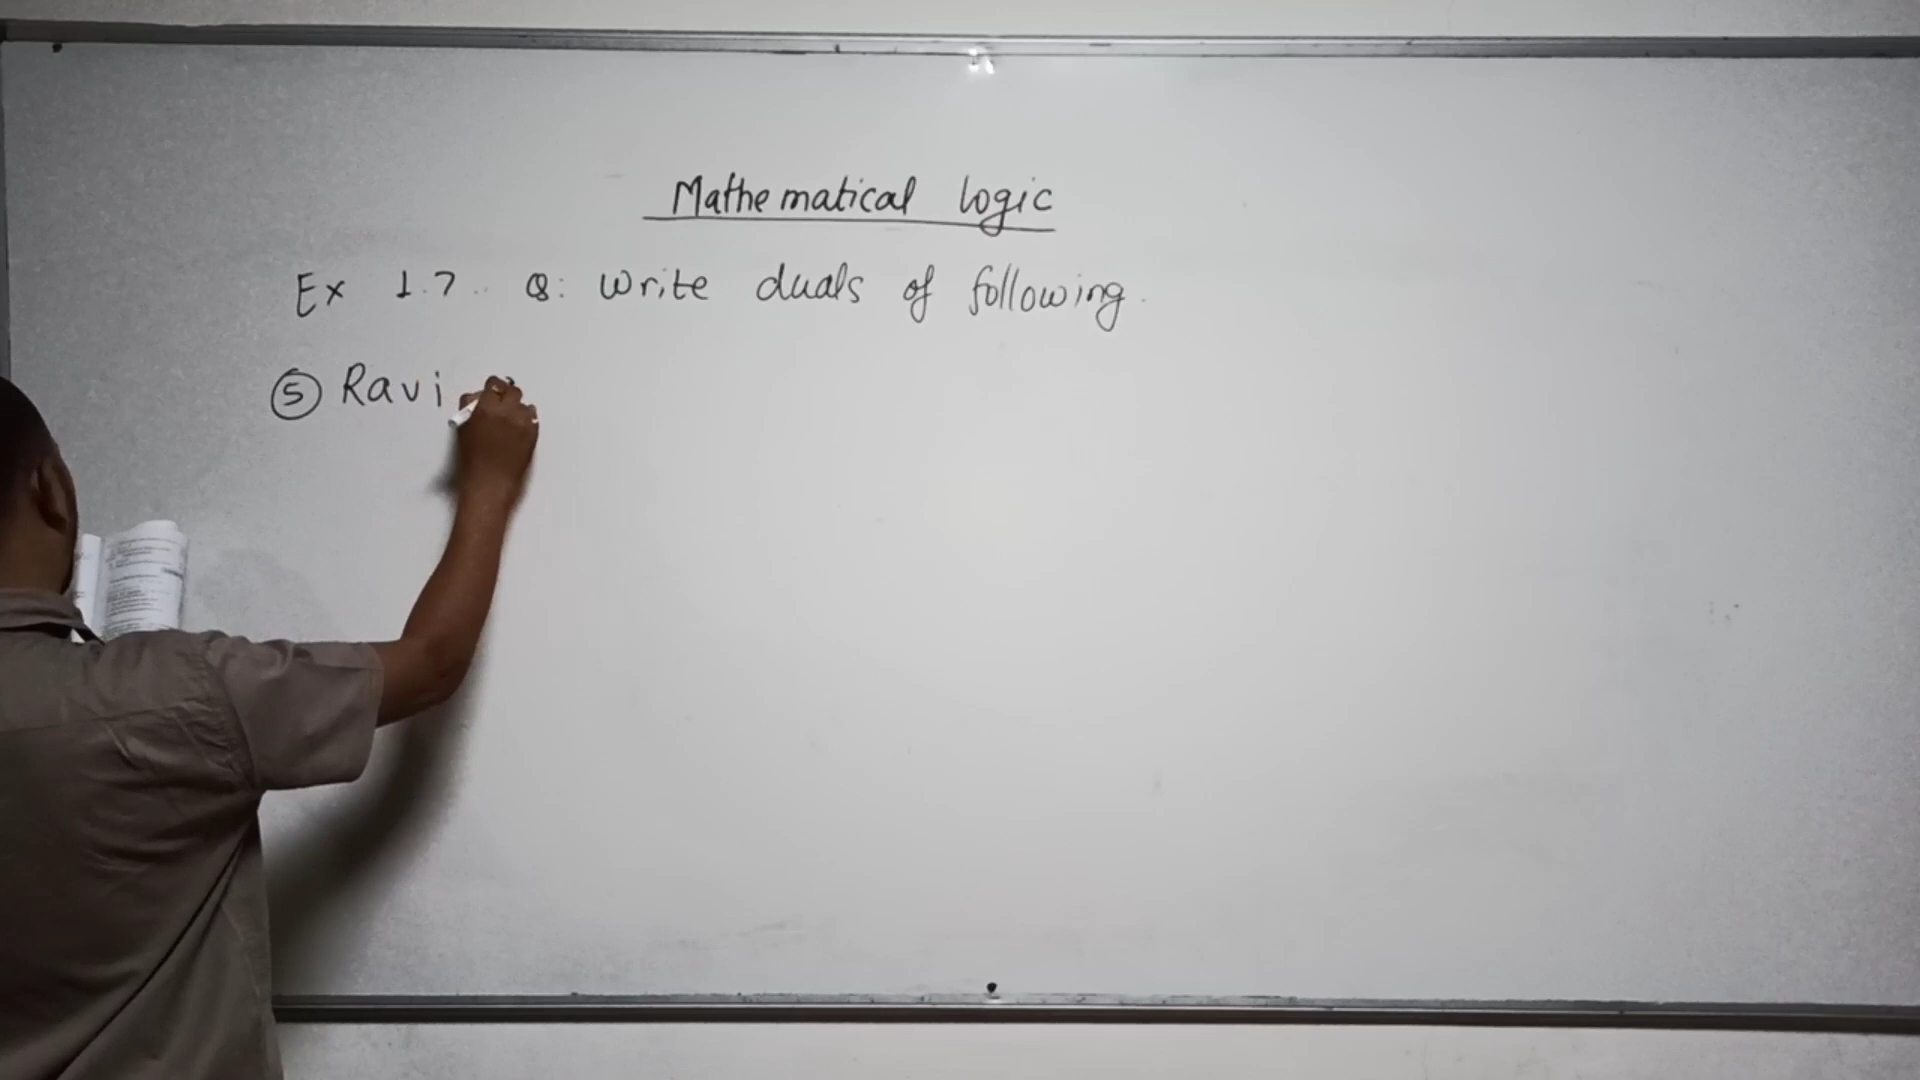 Mathematical logic
Ex 1.7. Q: Write duals of following.
⑤ Ravi